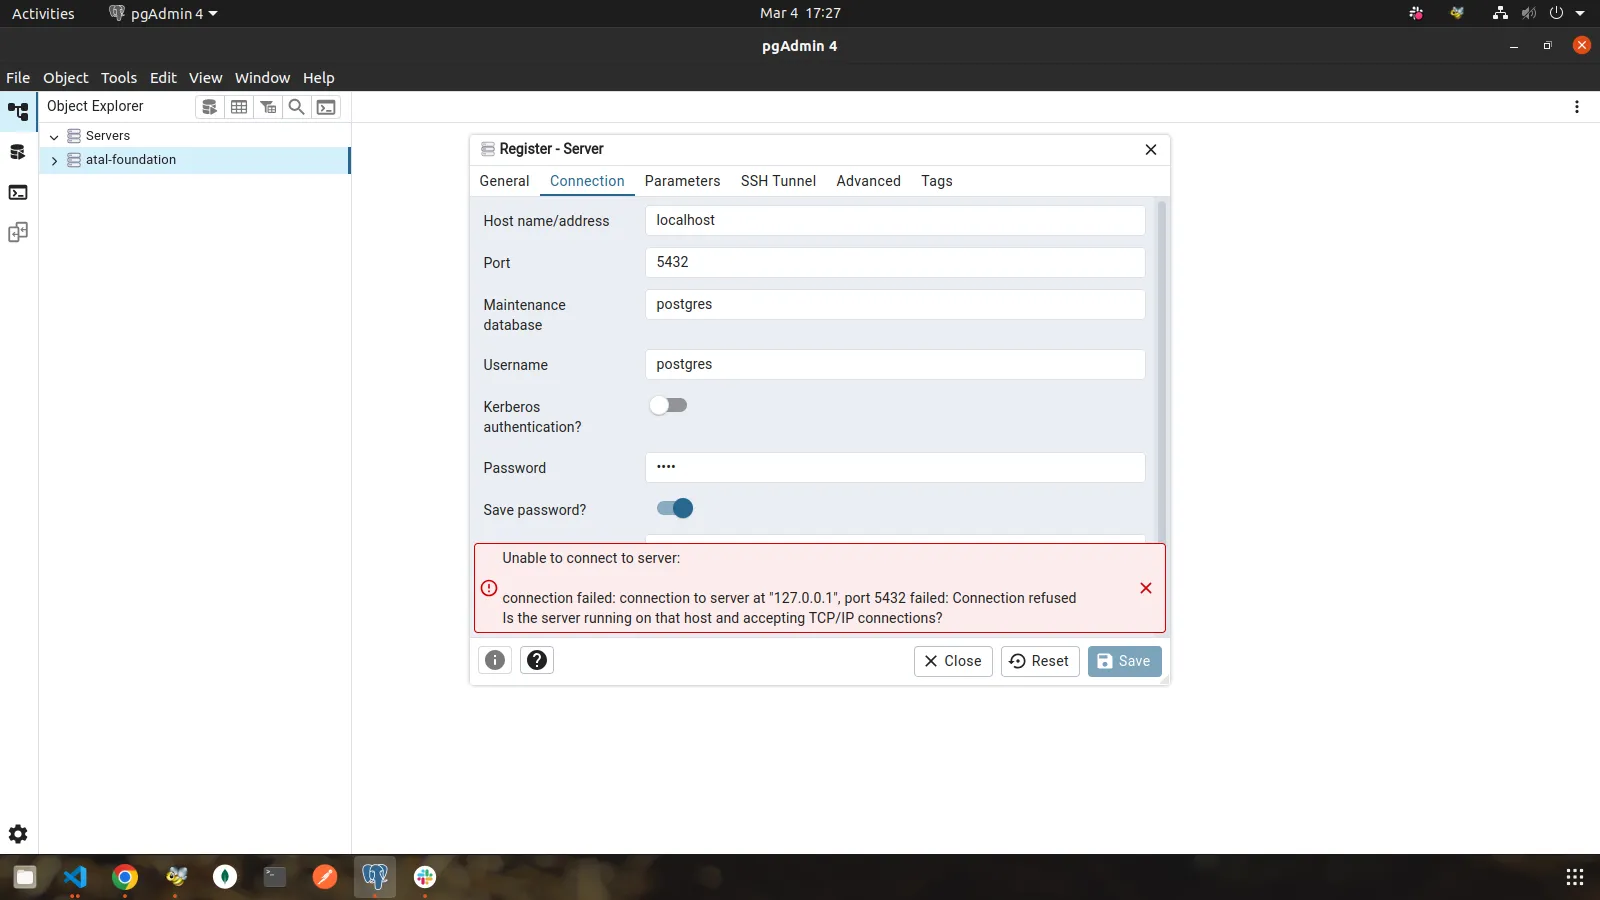 Activities
pgAdmin 4
Mar 4 17:27
pgAdmin 4
File Object Tools Edit View Window Help
Object Explorer
Servers
atal-foundation
Register - Server
General Connection Parameters SSH Tunnel Advanced Tags
Host name/address
localhost
Port
5432
Maintenance
database
postgres
Username
postgres
Kerberos
authentication?
Password
••••
Save password?
Unable to connect to server:
connection failed: connection to server at "127.0.0.1", port 5432 failed: Connection refused
Is the server running on that host and accepting TCP/IP connections?
Close Reset Save